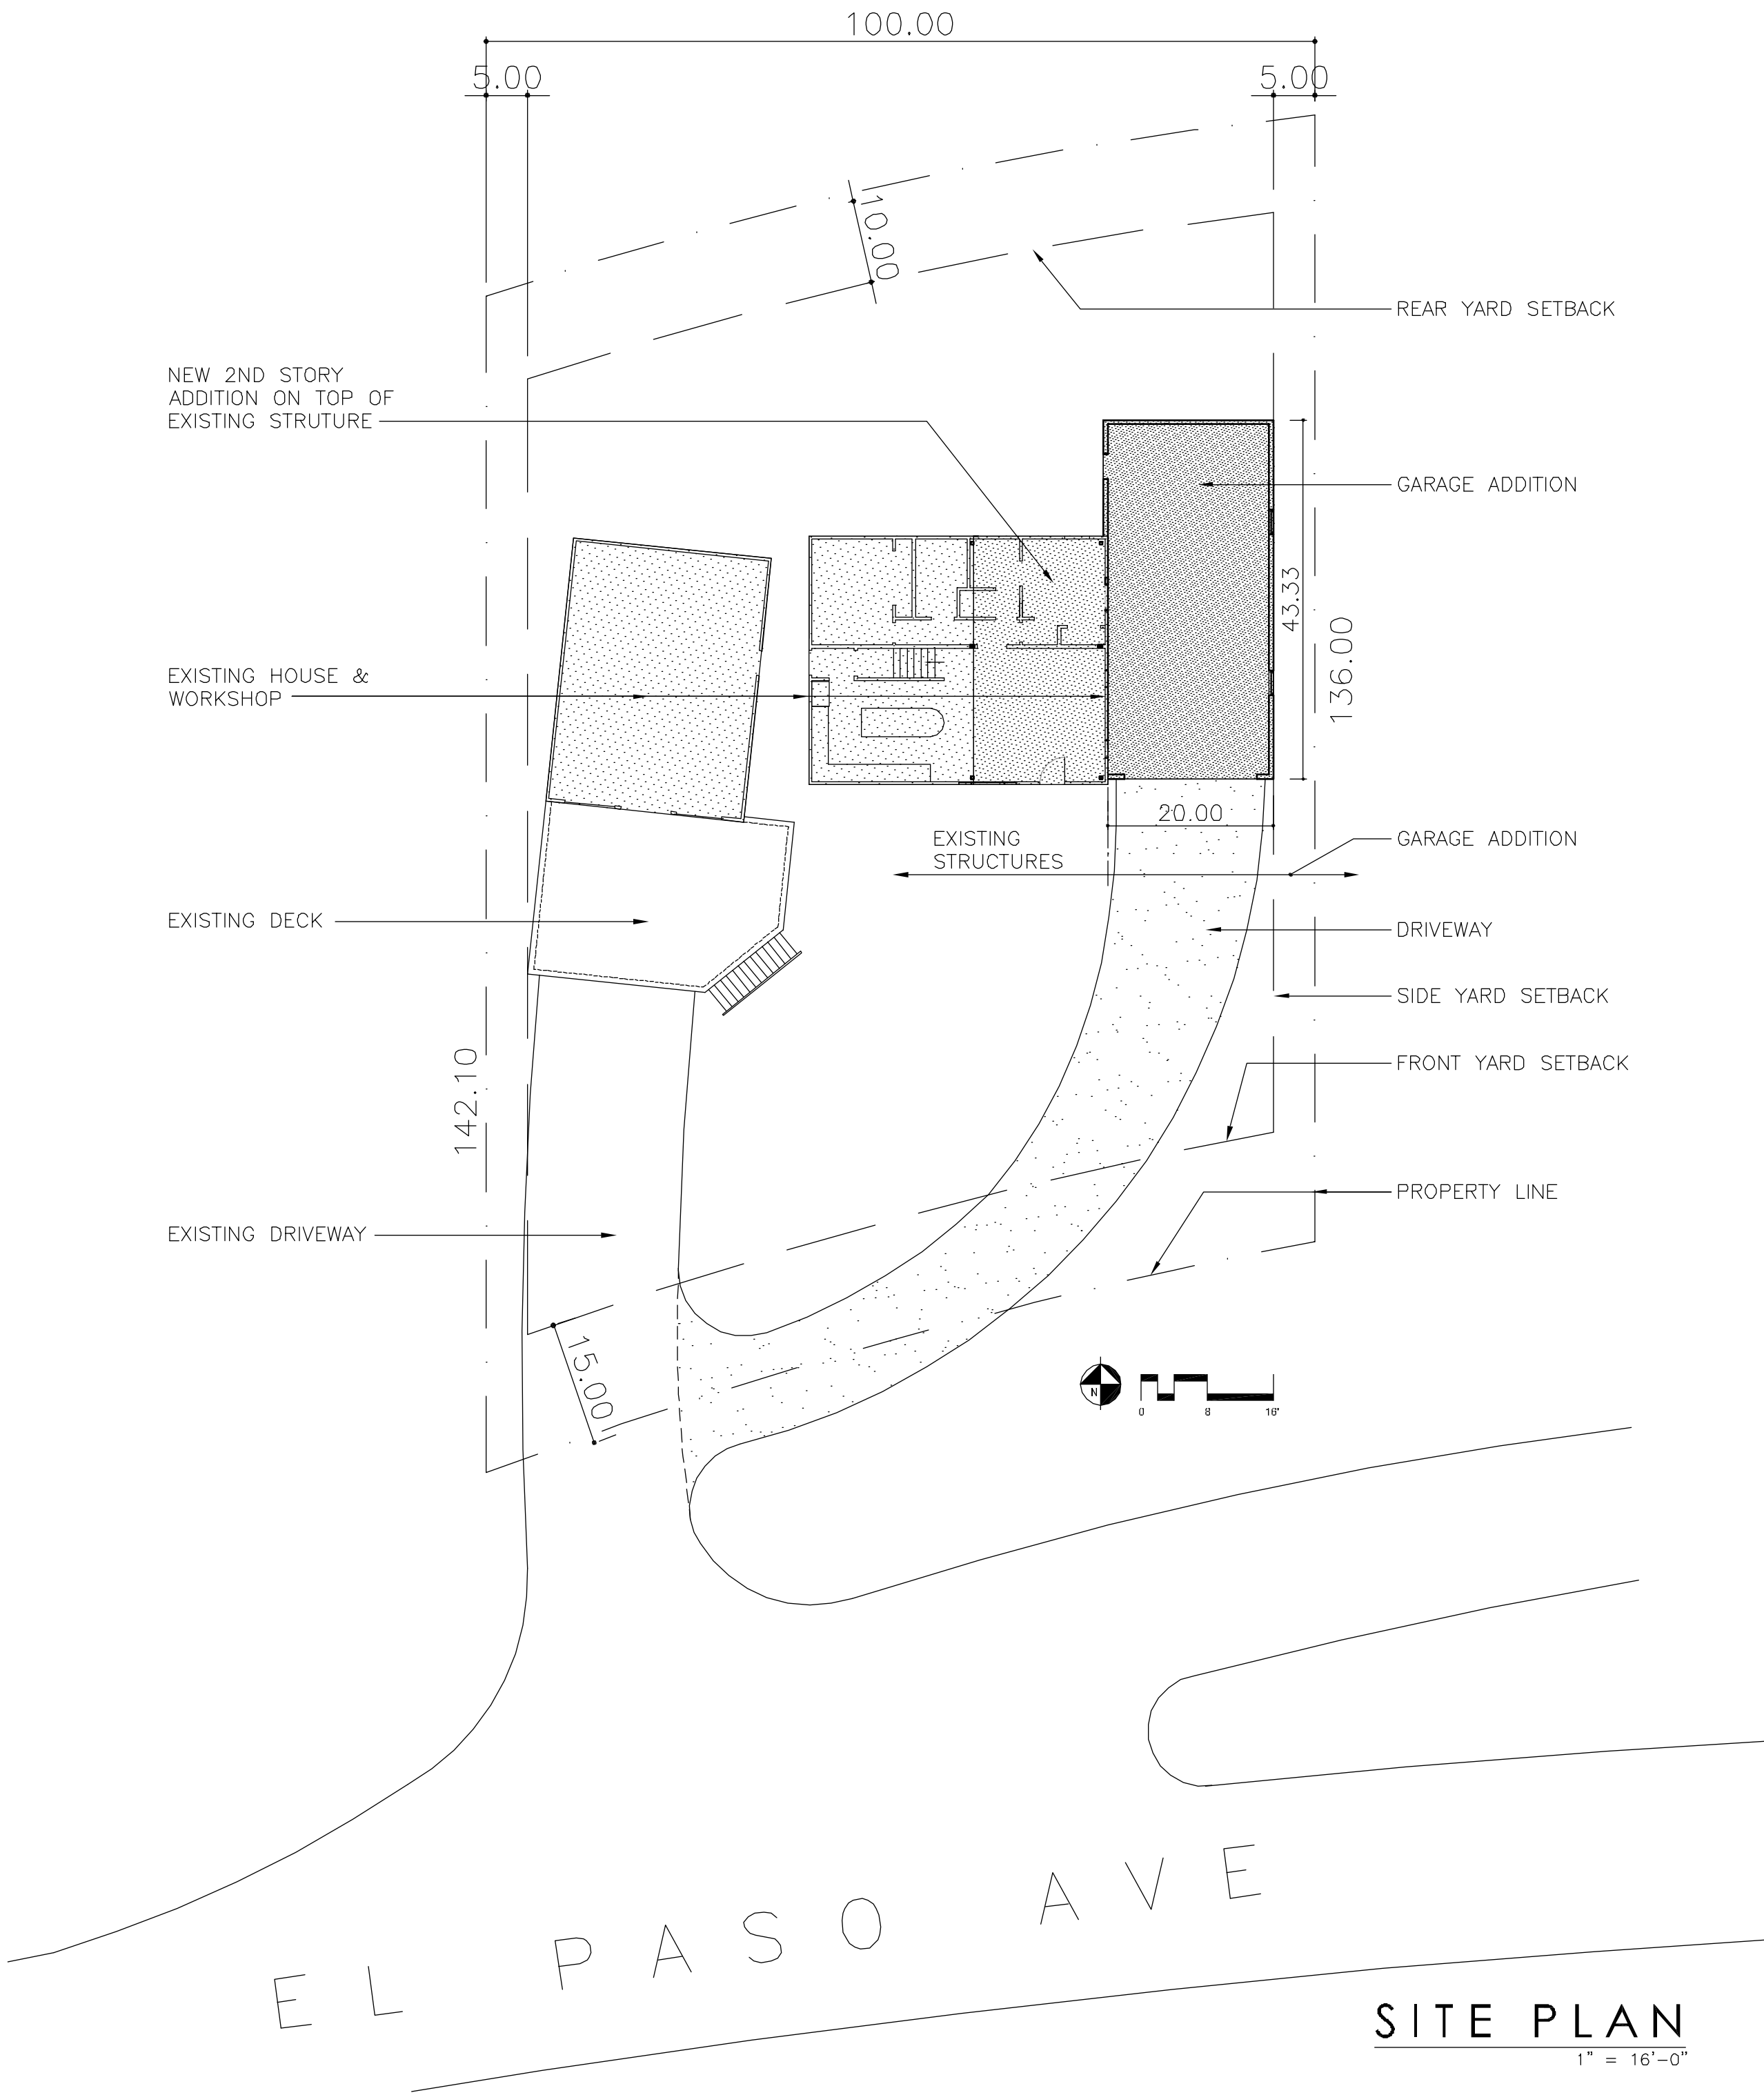 100.00
5.00
5.00
10.00
REAR YARD SETBACK
NEW 2ND STORY
ADDITION ON TOP OF
EXISTING STRUTURE
GARAGE ADDITION
43.33
136.00
EXISTING HOUSE &
WORKSHOP
20.00
EXISTING
STRUCTURES
GARAGE ADDITION
EXISTING DECK
DRIVEWAY
SIDE YARD SETBACK
142.10
FRONT YARD SETBACK
PROPERTY LINE
EXISTING DRIVEWAY
15.00
N
0 8 16'
EL PASO AVE
SITE PLAN
1" = 16'-0"